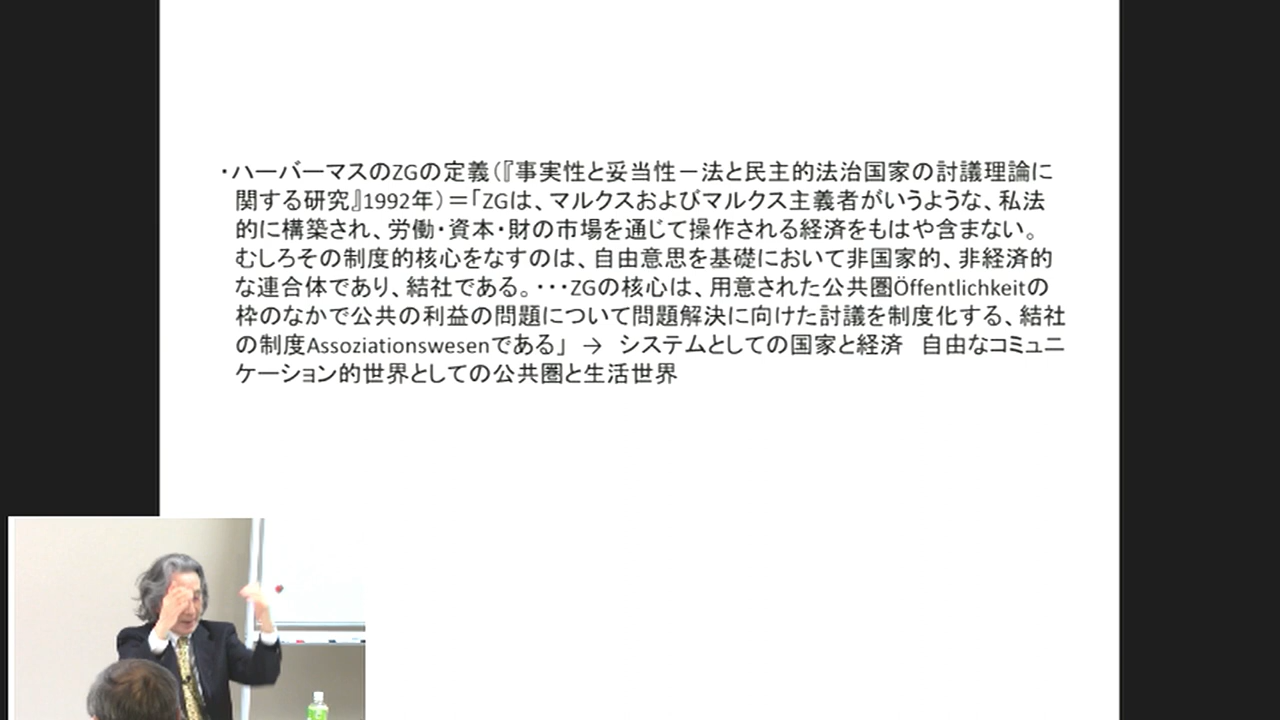 ・ハーバーマスのZGの定義(『事実性と妥当性－法と民主的法治国家の討議理論に
関する研究』1992年)＝「ZGは、マルクスおよびマルクス主義者がいうような、私法
的に構築され、労働・資本・財の市場を通じて操作される経済をもはや含まない。
むしろその制度的核心をなすのは、自由意思を基礎において非国家的、非経済的
な連合体であり、結社である。・・・ZGの核心は、用意された公共圏Öffentlichkeitの
枠のなかで公共の利益の問題について問題解決に向けた討議を制度化する、結社
の制度Assoziationswesenである」 → システムとしての国家と経済　自由なコミュニ
ケーション的世界としての公共圏と生活世界